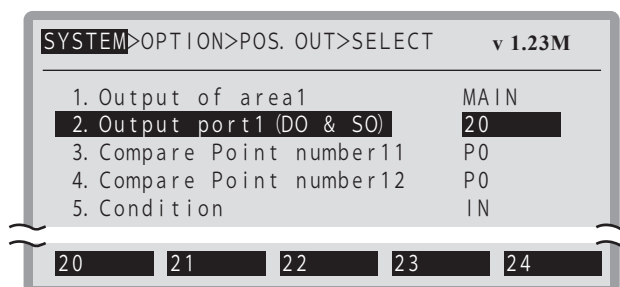 SYSTEM>OPTION>POS. OUT>SELECT v 1.23M
1. Output of area1 MAIN
2. Output port1 (DO & SO) 20
3. Compare Point number11 P0
4. Compare Point number12 P0
5. Condition IN
20 21 22 23 24